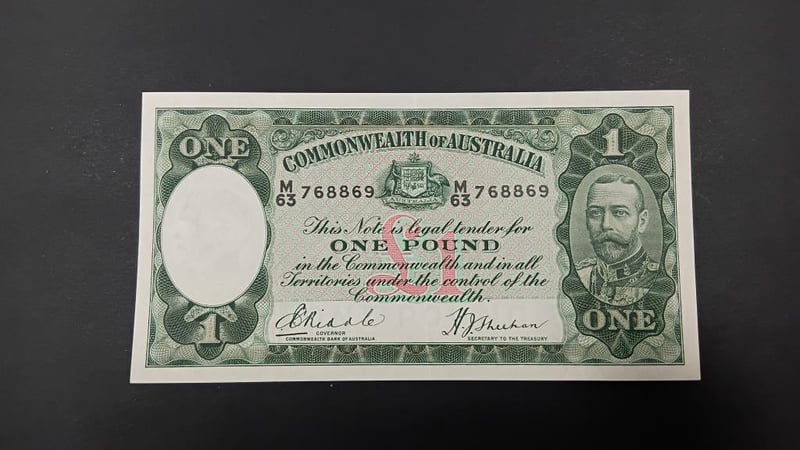 ONE
COMMONWEALTH OF AUSTRALIA
1
M/63 768869
AUSTRALIA
M/63 768869
This Note is legal tender for
ONE POUND
in the Commonwealth and in all
Territories under the control of the
Commonwealth.
£1
1
ONE
E C Riddle
H.J. Sheehan
GOVERNOR
COMMONWEALTH BANK OF AUSTRALIA
SECRETARY TO THE TREASURY.